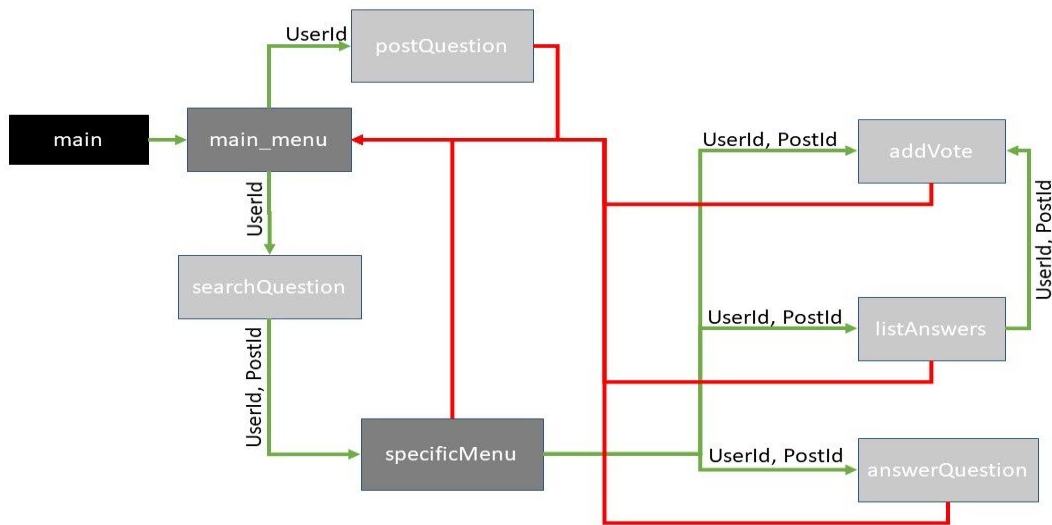 UserId
postQuestion
main
main_menu
UserId, PostId
addVote
UserId
UserId, PostId
searchQuestion
UserId, PostId
listAnswers
UserId, PostId
specificMenu
UserId, PostId
answerQuestion